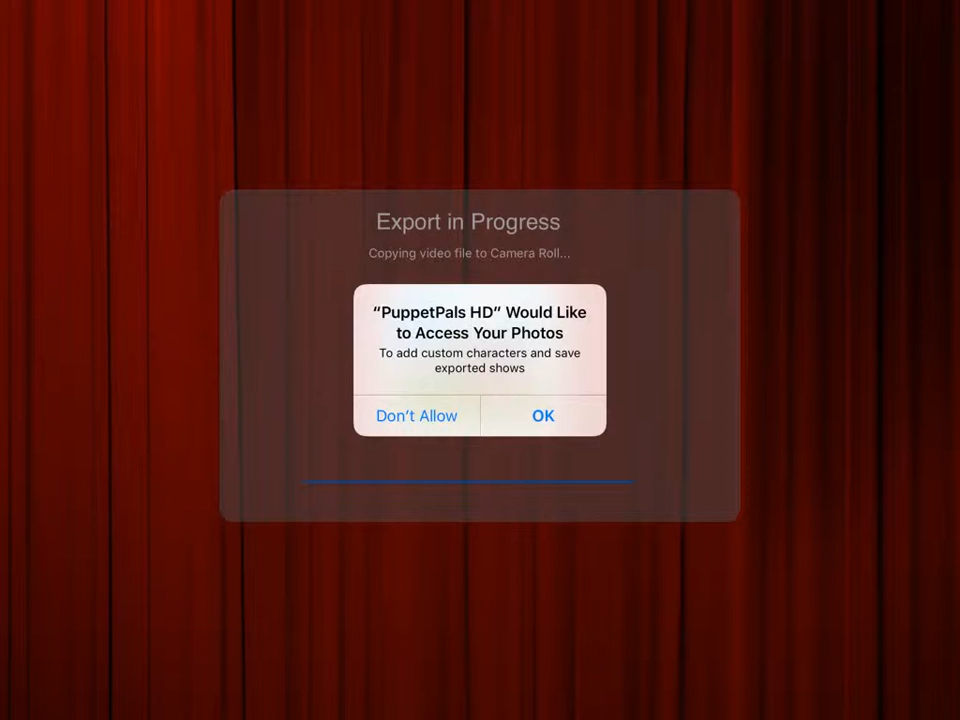 Export in Progress
Copying video file to Camera Roll...
“PuppetPals HD” Would Like
to Access Your Photos
To add custom characters and save
exported shows
Don’t Allow
OK